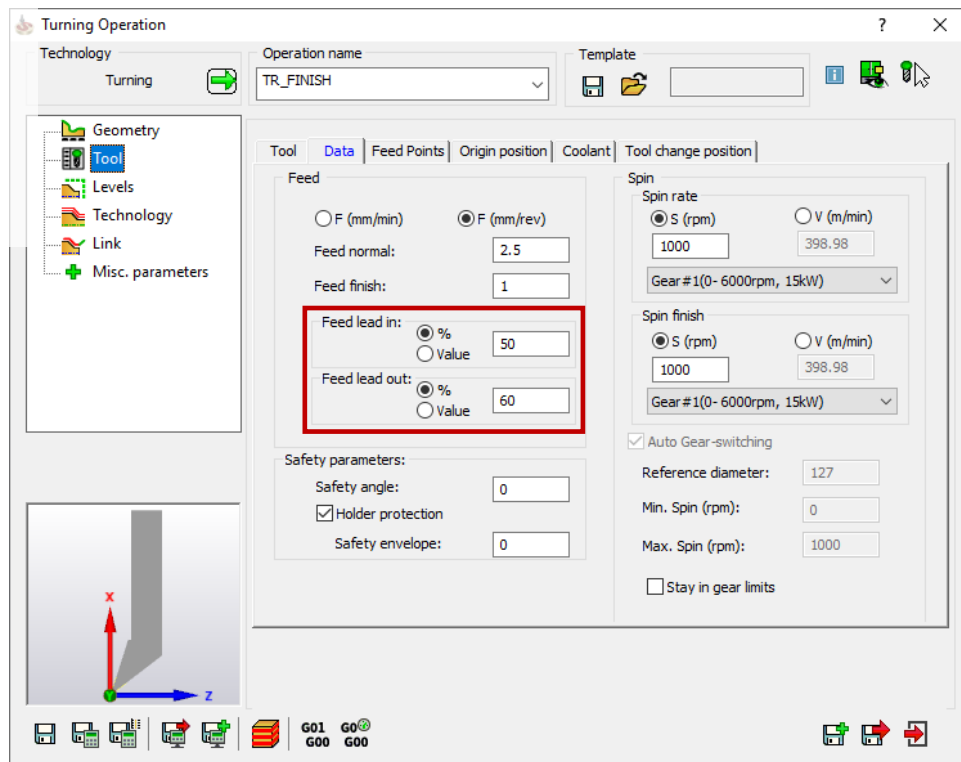 Turning Operation
?
Technology
Turning
Operation name
TR_FINISH
Template
Geometry
Tool
Levels
Technology
Link
Misc. parameters
Tool Data Feed Points Origin position Coolant Tool change position
Feed
F (mm/min) F (mm/rev)
Feed normal: 2.5
Feed finish: 1
Feed lead in:
%
Value
50
Feed lead out:
%
Value
60
Safety parameters:
Safety angle: 0
Holder protection
Safety envelope: 0
Spin
Spin rate
S (rpm) V (m/min)
1000 398.98
Gear#1(0- 6000rpm, 15kW)
Spin finish
S (rpm) V (m/min)
1000 398.98
Gear#1(0- 6000rpm, 15kW)
Auto Gear-switching
Reference diameter: 127
Min. Spin (rpm): 0
Max. Spin (rpm): 1000
Stay in gear limits
X
Y
Z
G01 G0
G00 G00